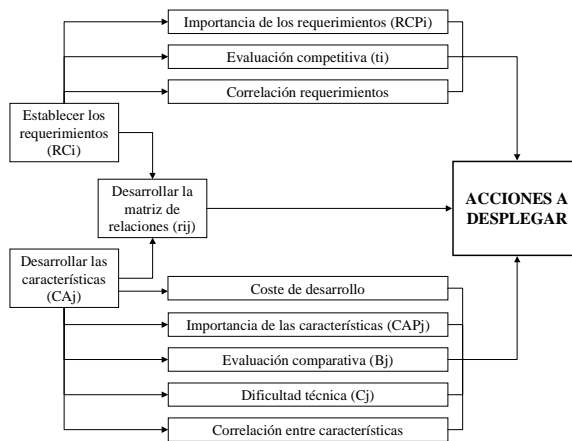 Importancia de los requerimientos (RCPi)
Evaluación competitiva (ti)
Correlación requerimientos
Establecer los
requerimientos
(RCi)
Desarrollar la
matriz de
relaciones (rij)
ACCIONES A
DESPLEGAR
Desarrollar las
características
(CAj)
Coste de desarrollo
Importancia de las características (CAPj)
Evaluación comparativa (Bj)
Dificultad técnica (Cj)
Correlación entre características